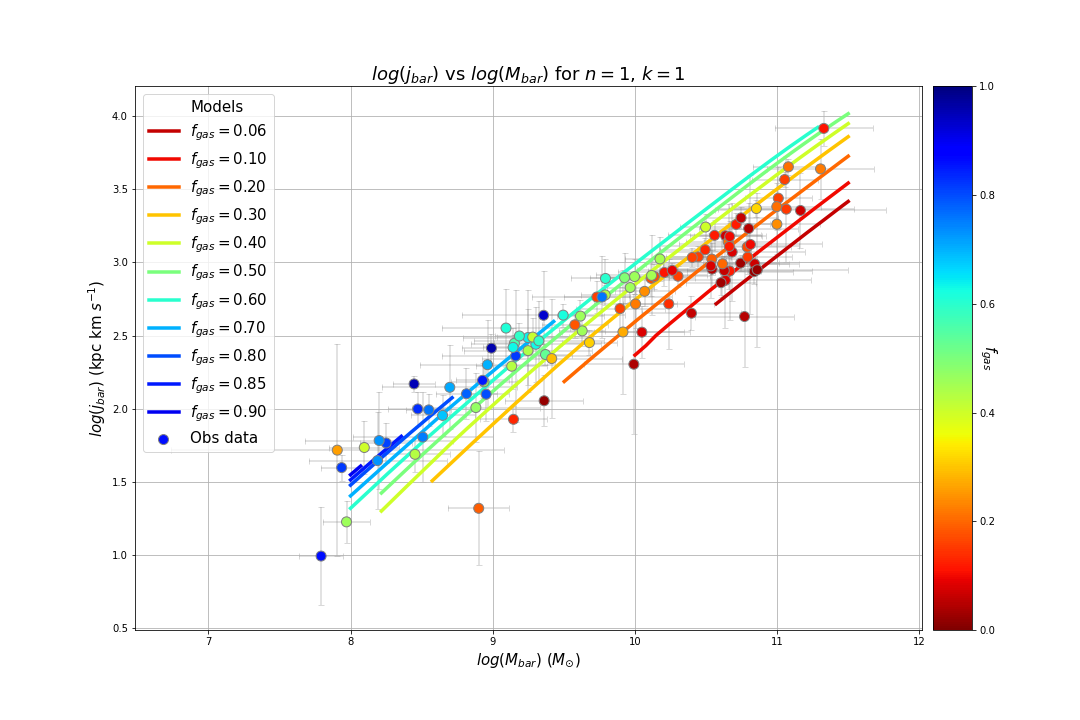 log(j_bar) vs log(M_bar) for n = 1, k = 1
Models
f_gas = 0.06
f_gas = 0.10
f_gas = 0.20
f_gas = 0.30
f_gas = 0.40
f_gas = 0.50
f_gas = 0.60
f_gas = 0.70
f_gas = 0.80
f_gas = 0.85
f_gas = 0.90
Obs data
log(j_bar) (kpc km s⁻¹)
4.0
3.5
3.0
2.5
2.0
1.5
1.0
0.5
7
8
9
10
11
12
log(M_bar) (M_⊙)
1.0
0.8
0.6
0.4
0.2
0.0
f_gas